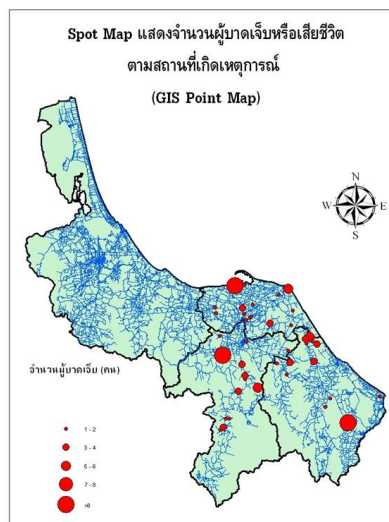 Spot Map แสดงจำนวนผู้บาดเจ็บหรือเสียชีวิต
ตามสถานที่เกิดเหตุการณ์
(GIS Point Map)
N
W E
S
จำนวนผู้บาดเจ็บ (คน)
1 - 2
3 - 4
5 - 6
7 - 8
>8